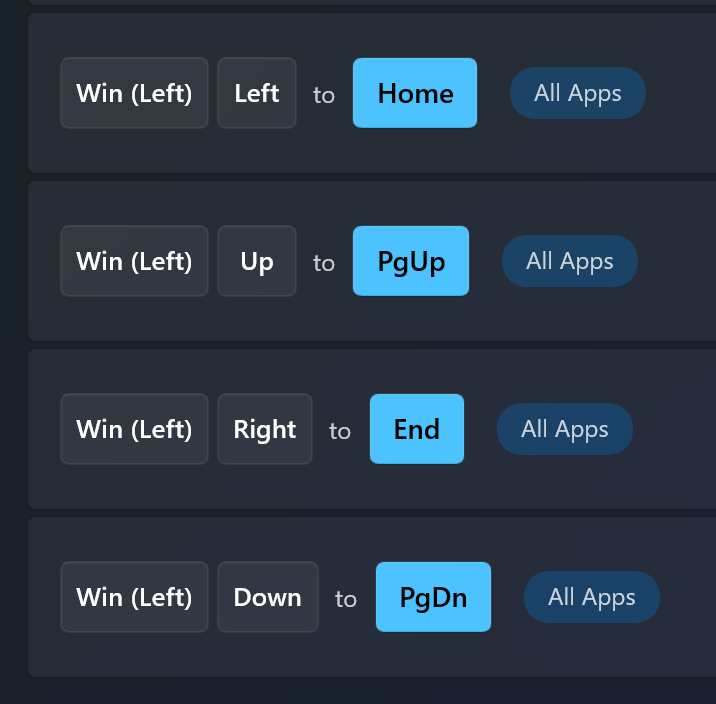 Win (Left) Left to Home All Apps
Win (Left) Up to PgUp All Apps
Win (Left) Right to End All Apps
Win (Left) Down to PgDn All Apps